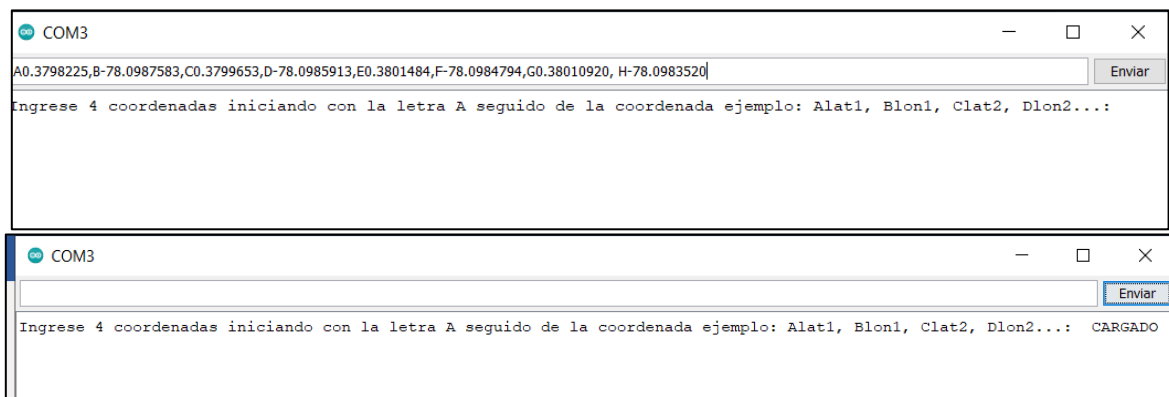 COM3
A0.3798225,B-78.0987583,C0.3799653,D-78.0985913,E0.3801484,F-78.0984794,G0.38010920, H-78.0983520
Enviar
Ingrese 4 coordenadas iniciando con la letra A seguido de la coordenada ejemplo: Alat1, Blon1, Clat2, Dlon2...:
COM3
Enviar
Ingrese 4 coordenadas iniciando con la letra A seguido de la coordenada ejemplo: Alat1, Blon1, Clat2, Dlon2...:  CARGADO